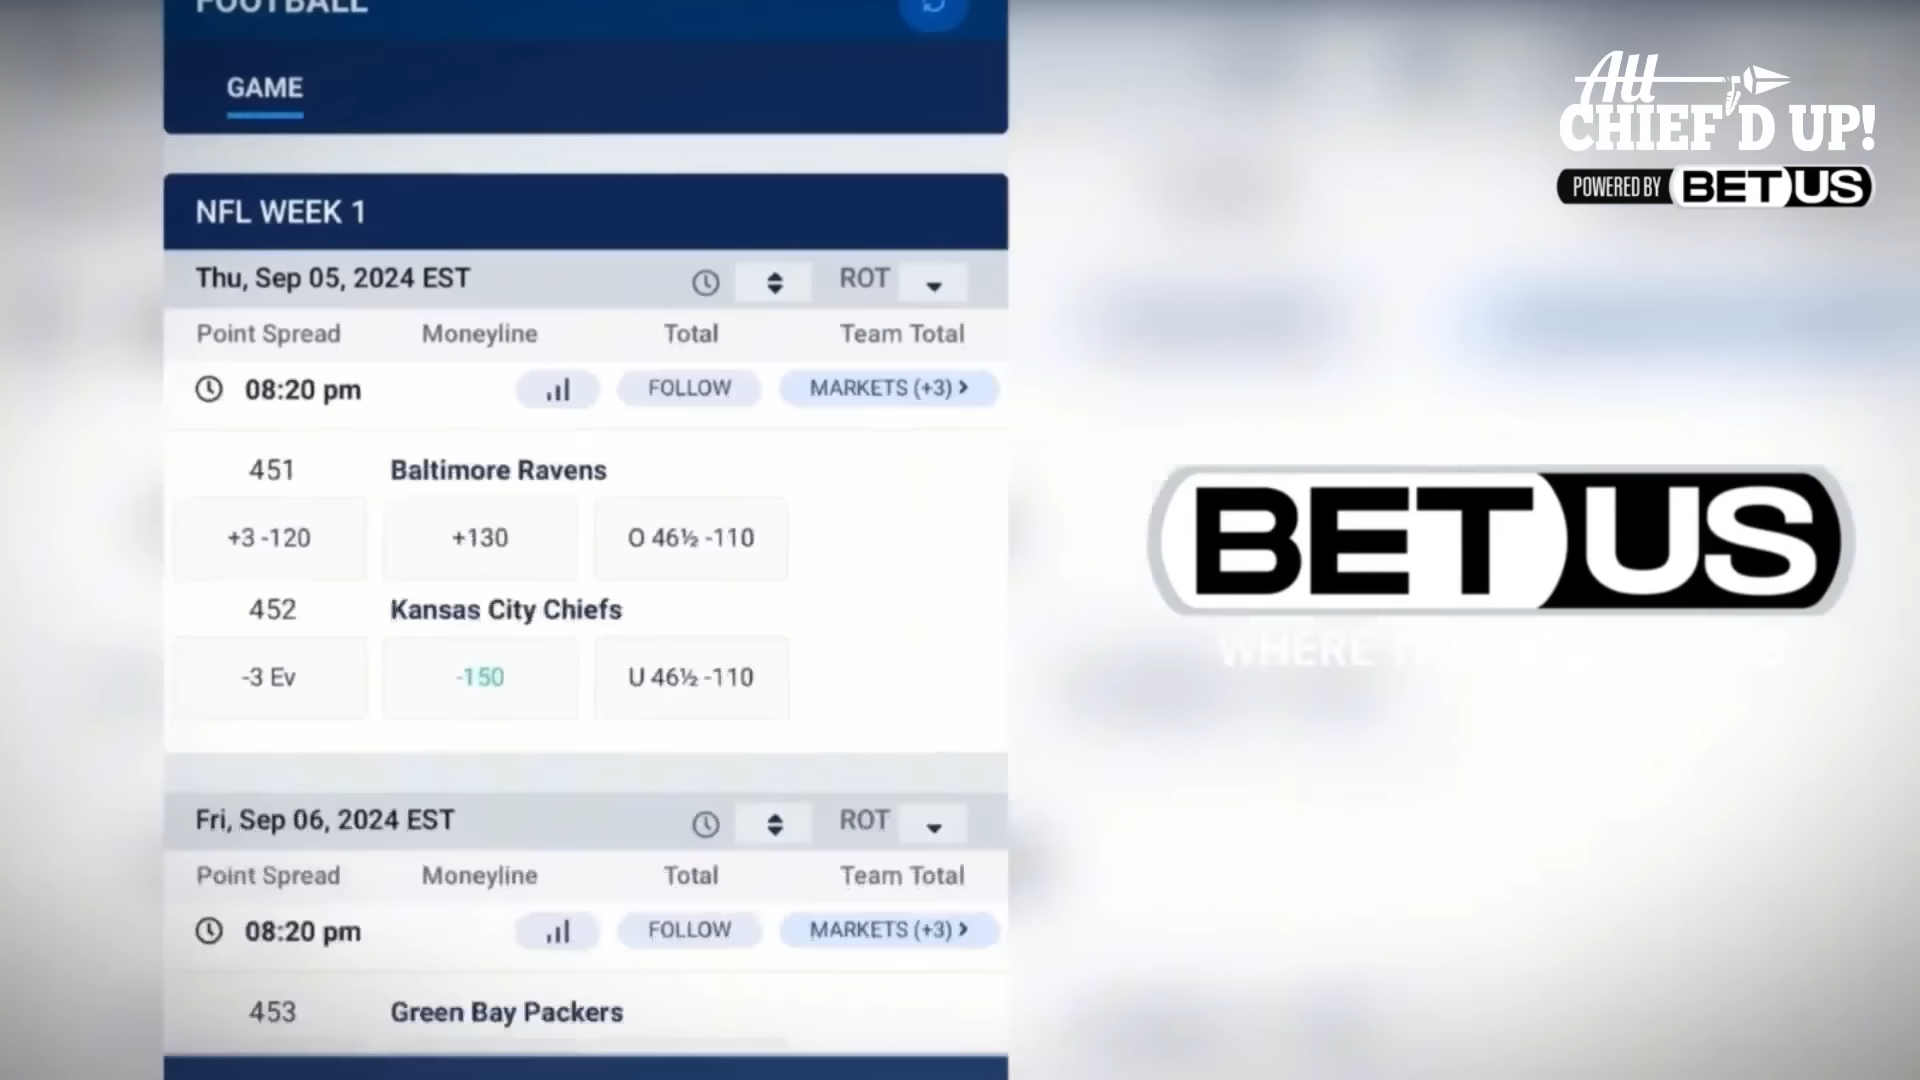 FOOTBALL
GAME
NFL WEEK 1
Thu, Sep 05, 2024 EST ROT
Point Spread Moneyline Total Team Total
08:20 pm FOLLOW MARKETS (+3)
451 Baltimore Ravens
+3 -120 +130 O 46½ -110
452 Kansas City Chiefs
-3 Ev -150 U 46½ -110
Fri, Sep 06, 2024 EST ROT
Point Spread Moneyline Total Team Total
08:20 pm FOLLOW MARKETS (+3)
453 Green Bay Packers
All
CHIEF'D UP!
POWERED BY BETUS
BETUS
WHERE